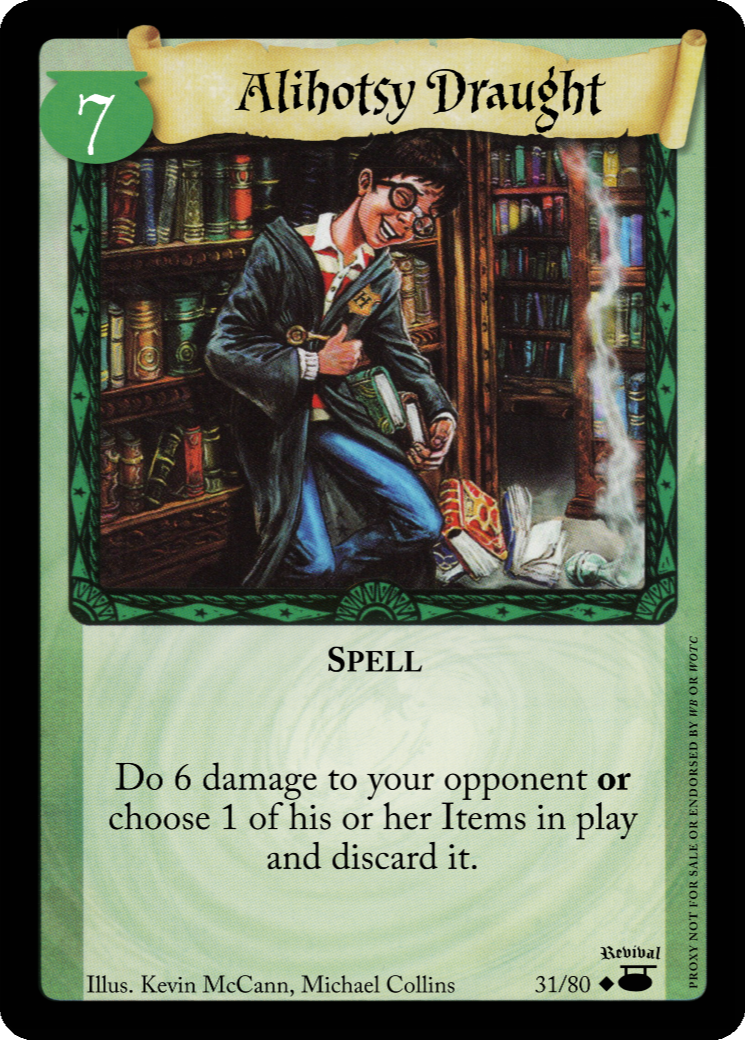 Alihotsy Draught
7
H
SPELL
Do 6 damage to your opponent or
choose 1 of his or her Items in play
and discard it.
PROXY NOT FOR SALE OR ENDORSED BY WB OR WOTC
Revival
Illus. Kevin McCann, Michael Collins 31/80